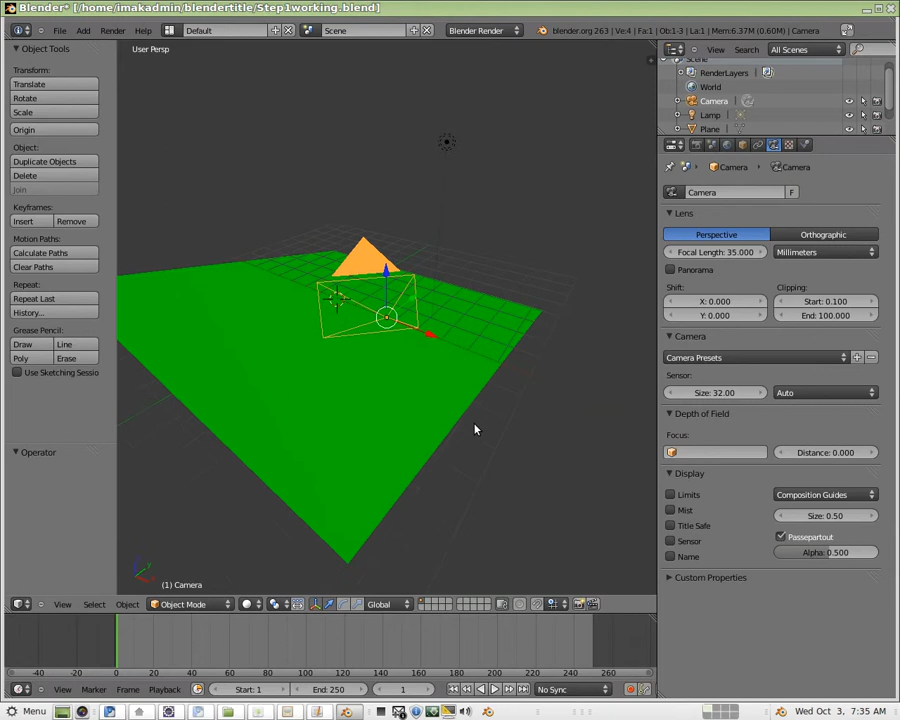 Blender* [/home/imakadmin/blendertitle/Step1working.blend]
File Add Render Help Default Scene Blender Render blender.org 263 | Ve:4 | Fa:1 | Ob:1-3 | La:1 | Mem:6.37M (0.60M) | Camera
Object Tools
Transform:
Translate
Rotate
Scale
Origin
Object:
Duplicate Objects
Delete
Join
Keyframes:
Insert Remove
Motion Paths:
Calculate Paths
Clear Paths
Repeat:
Repeat Last
History...
Grease Pencil:
Draw Line
Poly Erase
Use Sketching Sessio
Operator
User Persp
(1) Camera
View Select Object Object Mode Global
-40 -20 0 20 40 60 80 100 120 140 160 180 200 220 240 260 280
View Marker Frame Playback Start: 1 End: 250 1 No Sync
View Search All Scenes
Scene
RenderLayers
World
Camera
Lamp
Plane
Camera Camera
Camera F
Lens
Perspective Orthographic
Focal Length: 35.000 Millimeters
Panorama
Shift: Clipping:
X: 0.000 Start: 0.100
Y: 0.000 End: 100.000
Camera
Camera Presets
Sensor:
Size: 32.00 Auto
Depth of Field
Focus:
Distance: 0.000
Display
Limits Composition Guides
Mist Size: 0.50
Title Safe Passepartout
Sensor Alpha: 0.500
Name
Custom Properties
Menu Wed Oct 3, 7:35 AM